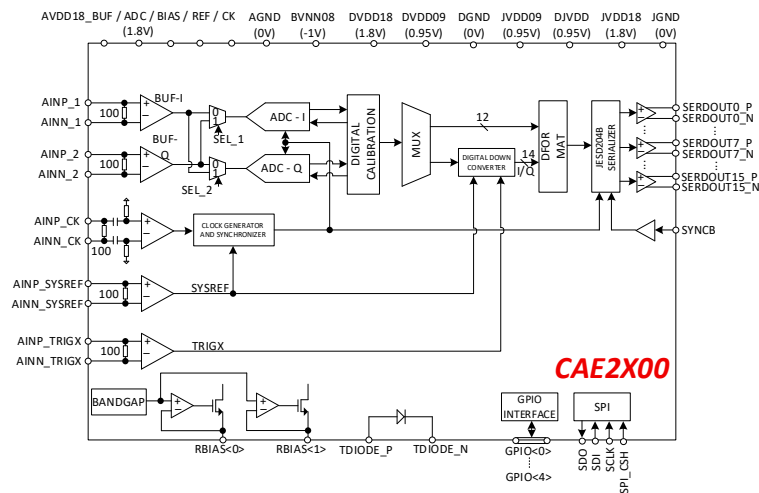 AVDD18_BUF / ADC / BIAS / REF / CK AGND BVNN08 DVDD18 DVDD09 DGND JVDD09 DJVDD JVDD18 JGND
(1.8V) (0V) (-1V) (1.8V) (0.95V) (0V) (0.95V) (0.95V) (1.8V) (0V)
AINP_1
100
AINN_1
BUF-I
0
1
SEL_1
ADC - I
AINP_2
100
AINN_2
BUF-
Q
0
1
SEL_2
ADC - Q
DIGITAL
CALIBRATION
MUX
12
DIGITAL DOWN
CONVERTER
14
I/Q
DFOR
MAT
JESD204B
SERIALIZER
SERDOUT0_P
SERDOUT0_N
SERDOUT7_P
SERDOUT7_N
SERDOUT15_P
SERDOUT15_N
SYNCB
AINP_CK
AINN_CK
100
CLOCK GENERATOR
AND SYNCHRONIZER
AINP_SYSREF
100
AINN_SYSREF
SYSREF
AINP_TRIGX
100
AINN_TRIGX
TRIGX
CAE2X00
BANDGAP
RBIAS<0>
RBIAS<1>
TDIODE_P
TDIODE_N
GPIO
INTERFACE
GPIO<0>
GPIO<4>
SPI
SDO
SDI
SCLK
SPI_CSH